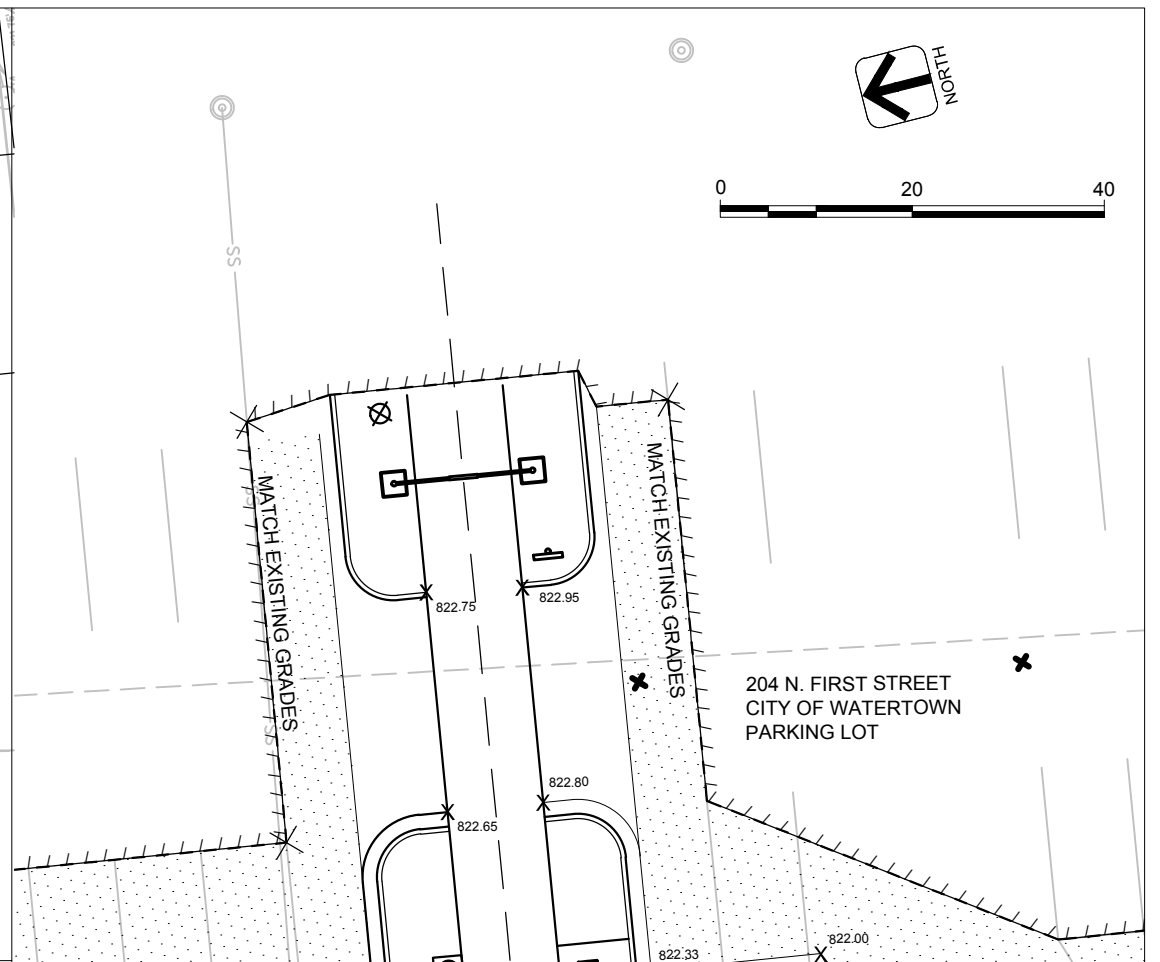 NORTH
0 20 40
SS
MATCH EXISTING GRADES
MATCH EXISTING GRADES
822.75
822.95
204 N. FIRST STREET
CITY OF WATERTOWN
PARKING LOT
SS
822.80
822.65
822.00
822.33